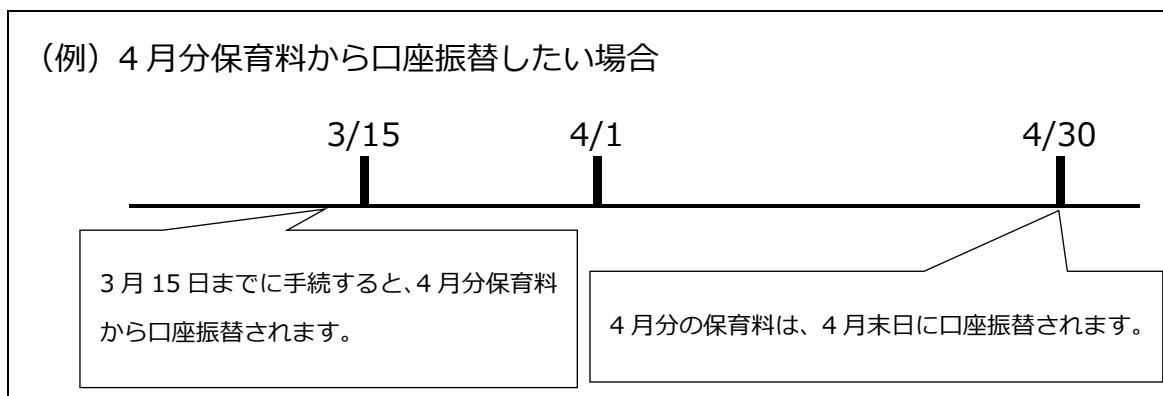 （例）4月分保育料から口座振替したい場合
3/15 4/1 4/30
3月15日までに手続すると、4月分保育料
から口座振替されます。
4月分の保育料は、4月末日に口座振替されます。